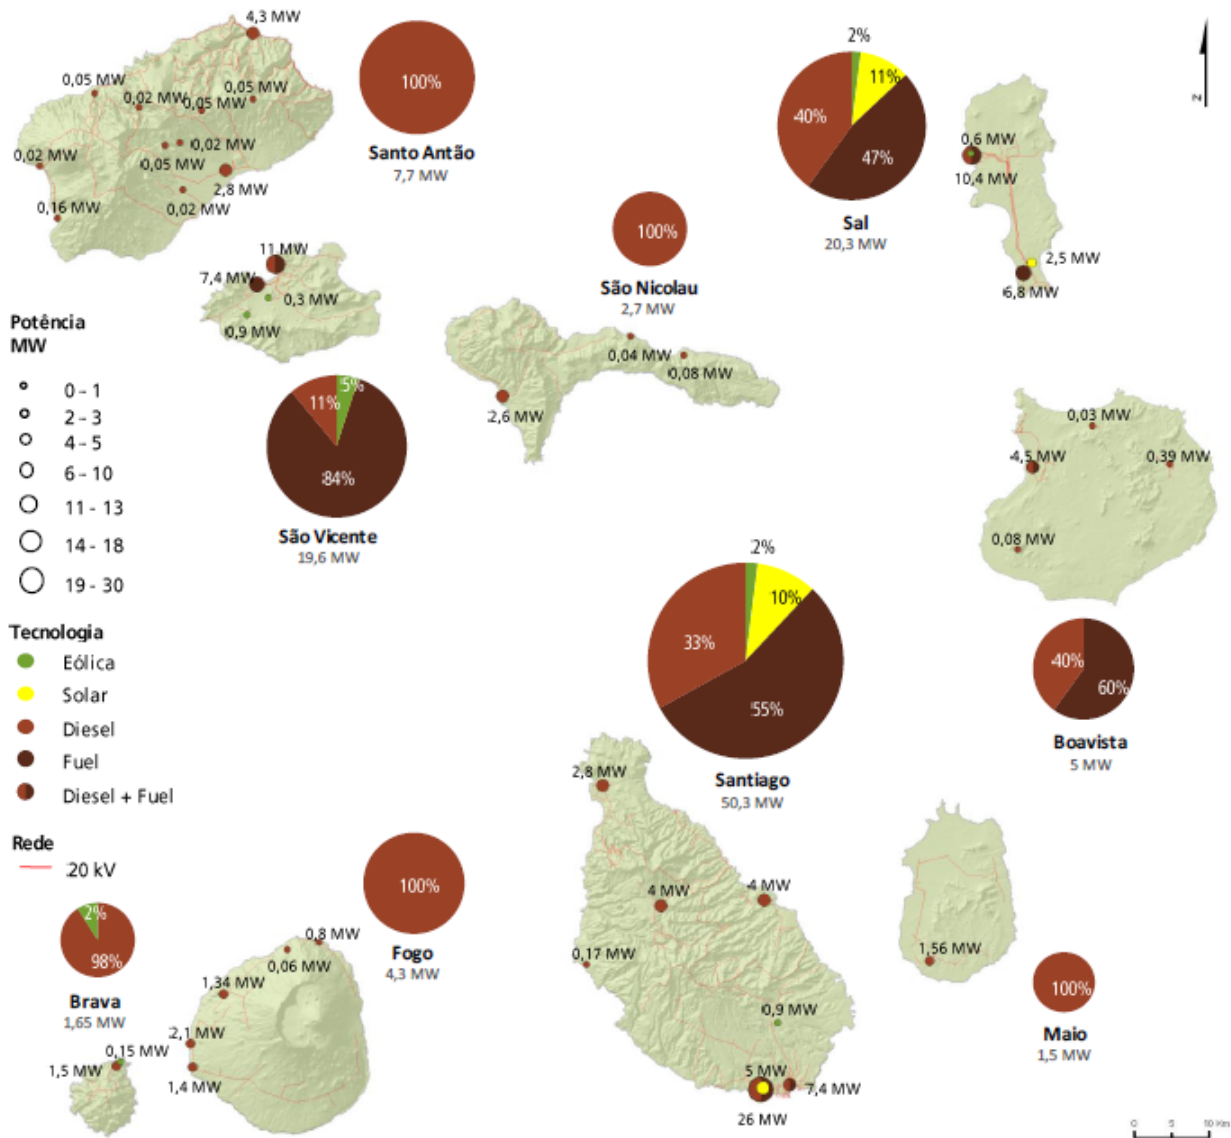 4,3 MW
0,05 MW
0,02 MW
0,05 MW
0,05 MW
0,02 MW
0,02 MW
0,05 MW
2,8 MW
0,16 MW
0,02 MW
100%
Santo Antão
7,7 MW
2%
11%
40%
47%
Sal
20,3 MW
0,6 MW
10,4 MW
2,5 MW
6,8 MW
N
11 MW
7,4 MW
0,3 MW
0,9 MW
5%
11%
84%
São Vicente
19,6 MW
100%
São Nicolau
2,7 MW
0,04 MW
0,08 MW
2,6 MW
Potência
MW
0 - 1
2 - 3
4 - 5
6 - 10
11 - 13
14 - 18
19 - 30
Tecnologia
Eólica
Solar
Diesel
Fuel
Diesel + Fuel
Rede
20 kV
0,03 MW
4,5 MW
0,39 MW
0,08 MW
40%
60%
Boavista
5 MW
2%
10%
33%
55%
Santiago
50,3 MW
2,8 MW
4 MW
4 MW
0,17 MW
0,9 MW
5 MW
7,4 MW
26 MW
1,56 MW
100%
Maio
1,5 MW
100%
Fogo
4,3 MW
0,8 MW
0,06 MW
1,34 MW
2,1 MW
1,4 MW
2%
98%
Brava
1,65 MW
0,15 MW
1,5 MW
0 5 10 Km